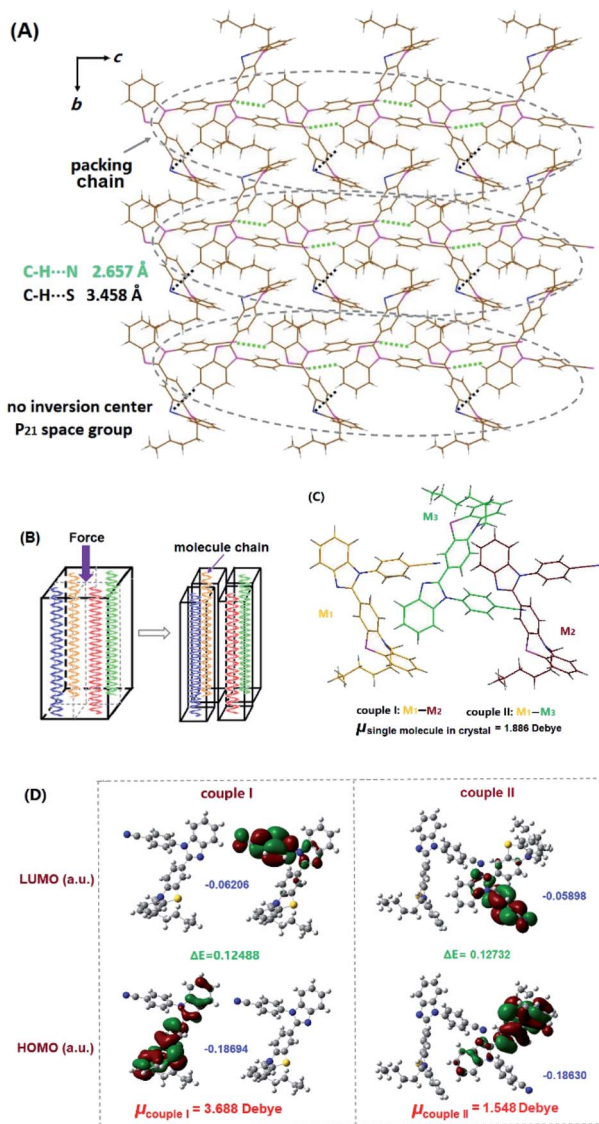 (A)
c
b
packing
chain
C-H···N 2.657 Å
C-H···S 3.458 Å
no inversion center
P21 space group
(B)
Force
molecule chain
(C)
M3
M1
M2
couple I: M1—M2 couple II: M1—M3
μsingle molecule in crystal = 1.886 Debye
(D)
couple I couple II
LUMO (a.u.)
-0.06206 -0.05898
ΔE=0.12488 ΔE= 0.12732
HOMO (a.u.)
-0.18694 -0.18630
μcouple I = 3.688 Debye μcouple II = 1.548 Debye